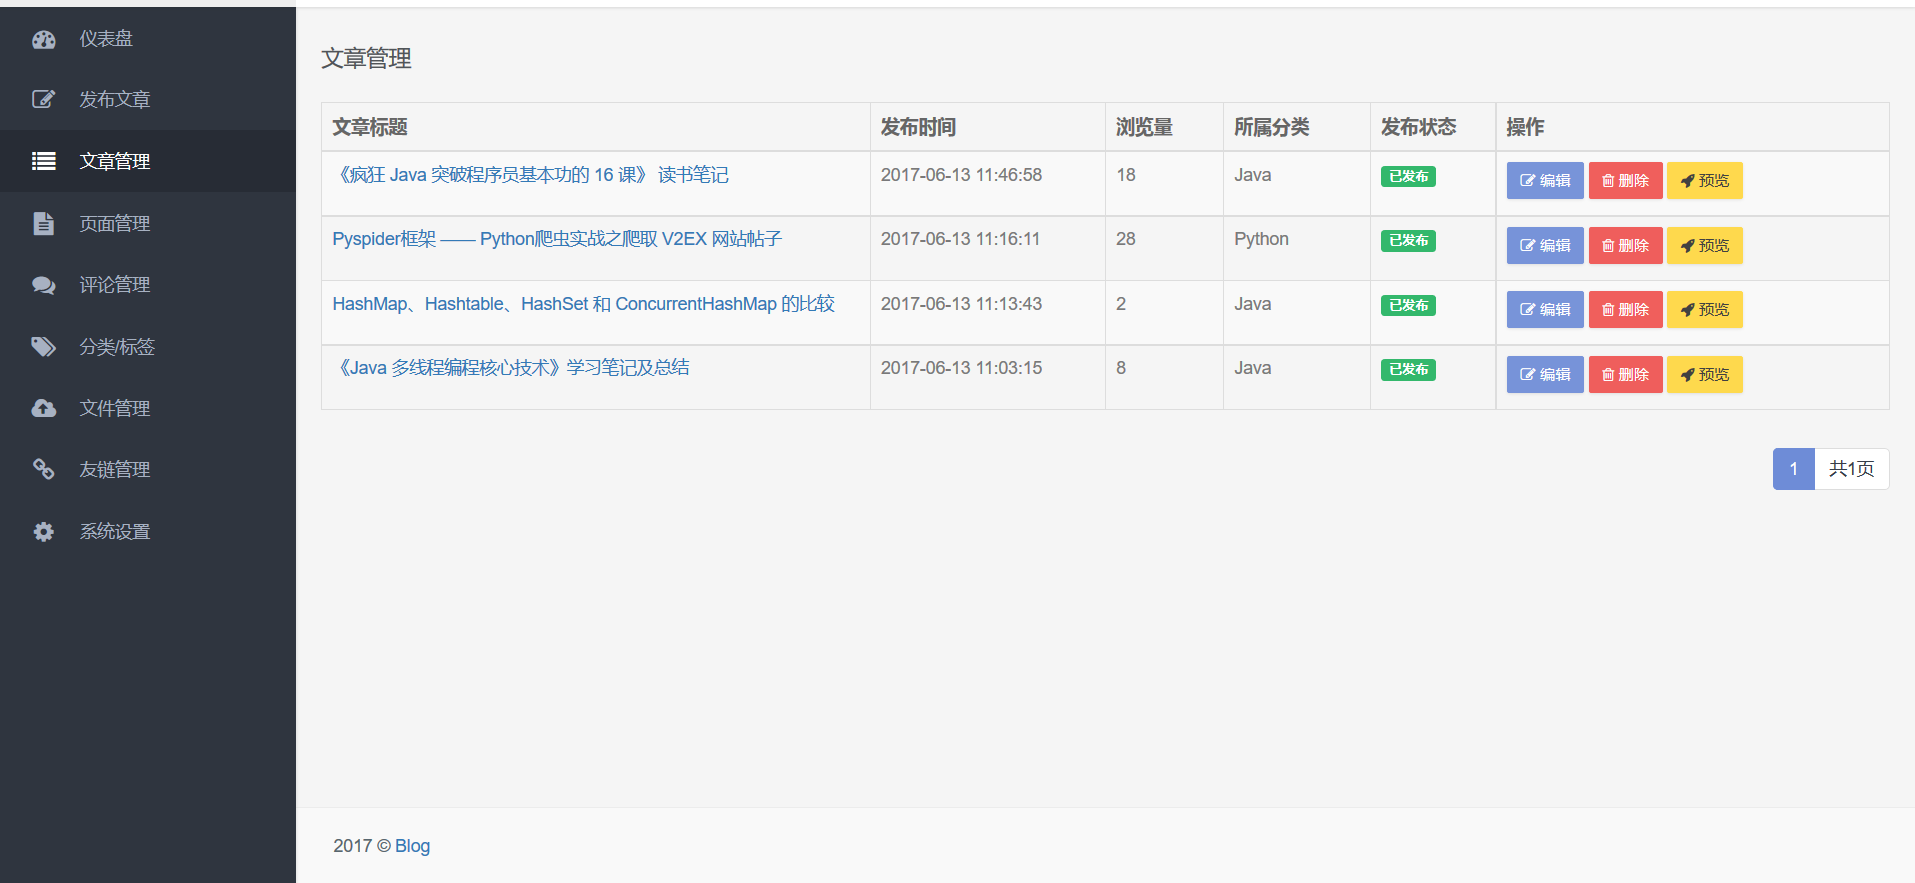 仪表盘
发布文章
文章管理
页面管理
评论管理
分类/标签
文件管理
友链管理
系统设置
文章管理
文章标题 发布时间 浏览量 所属分类 发布状态 操作
《疯狂 Java 突破程序员基本功的 16 课》 读书笔记 2017-06-13 11:46:58 18 Java 已发布 编辑 删除 预览
Pyspider框架 —— Python爬虫实战之爬取 V2EX 网站帖子 2017-06-13 11:16:11 28 Python 已发布 编辑 删除 预览
HashMap、Hashtable、HashSet 和 ConcurrentHashMap 的比较 2017-06-13 11:13:43 2 Java 已发布 编辑 删除 预览
《Java 多线程编程核心技术》学习笔记及总结 2017-06-13 11:03:15 8 Java 已发布 编辑 删除 预览
1 共1页
2017 © Blog